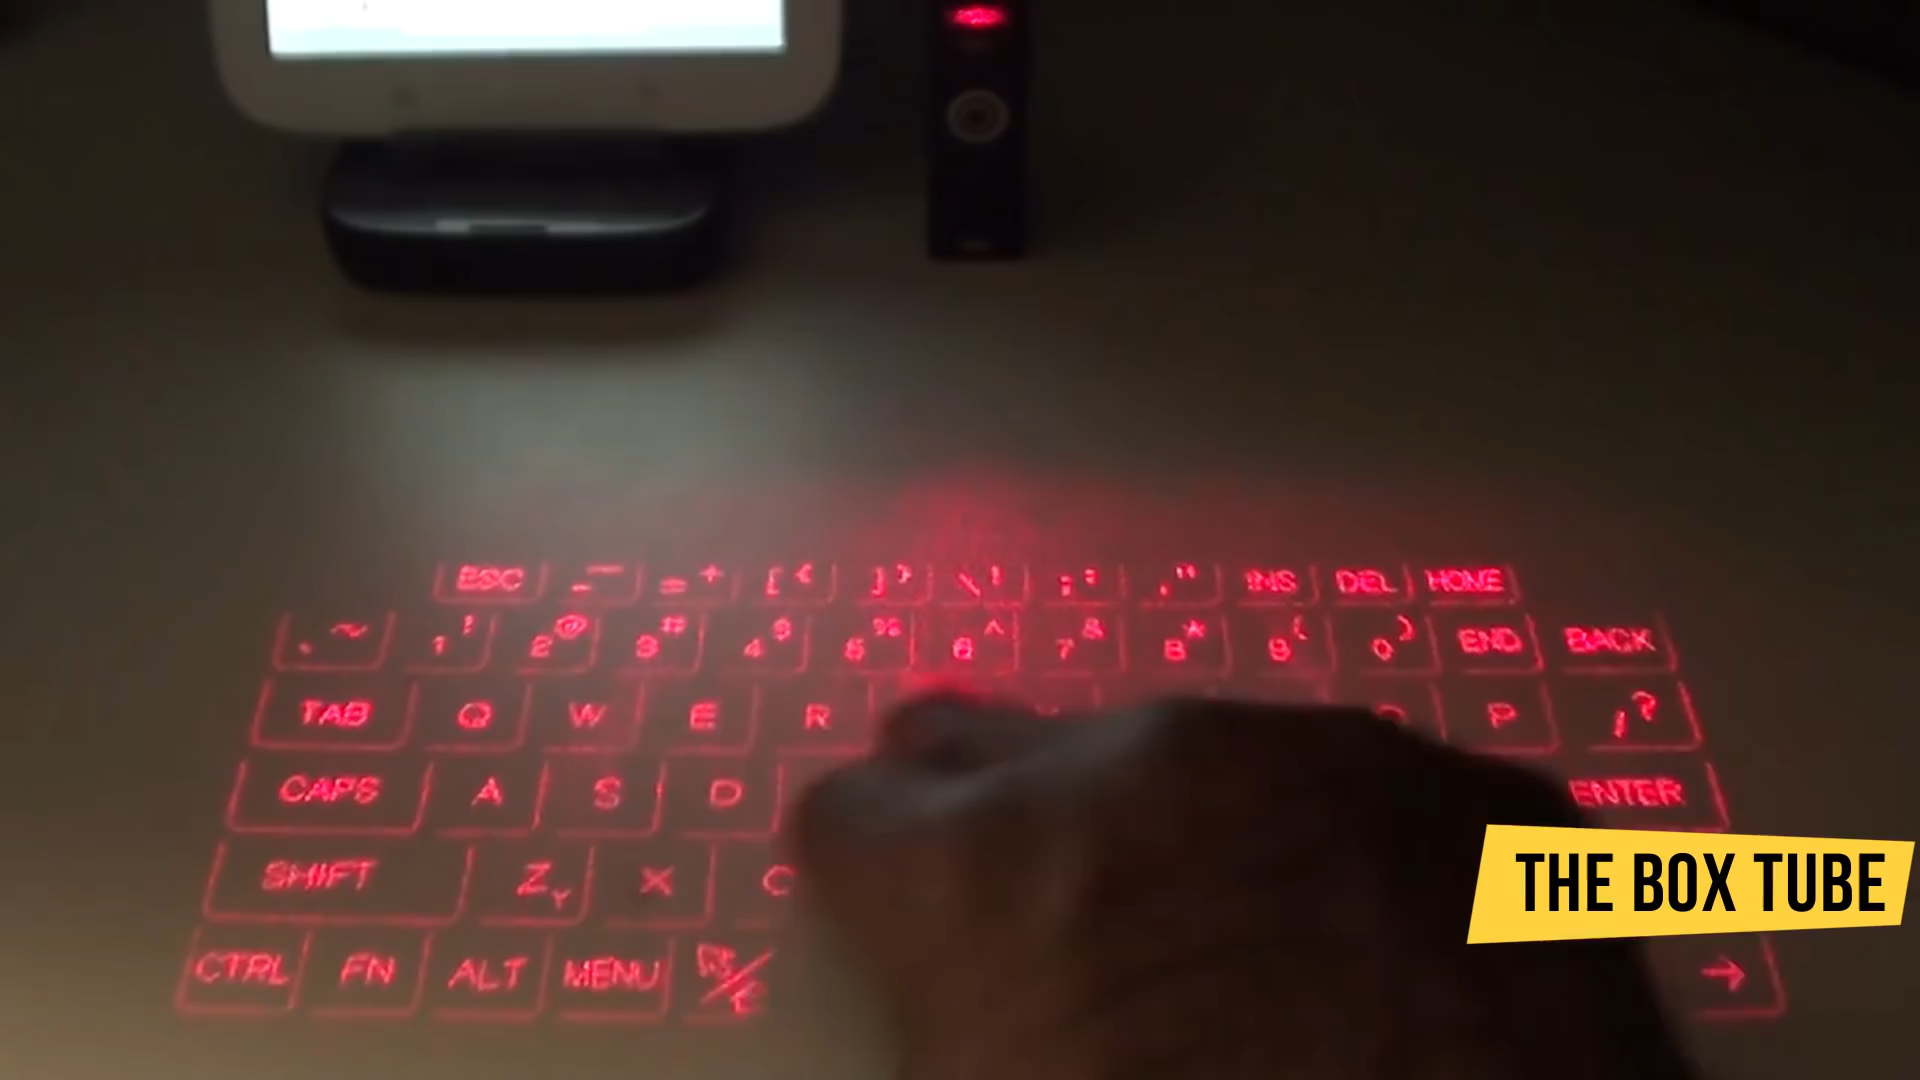 ESC - _ = + [ { ] } \ | ; : , " INS DEL HOME
` ~ 1 ! 2 @ 3 # 4 $ 5 % 6 ^ 7 & 8 * 9 ( 0 ) END BACK
TAB Q W E R P / ?
CAPS A S D ENTER
SHIFT Z Y X C
THE BOX TUBE
CTRL FN ALT MENU →